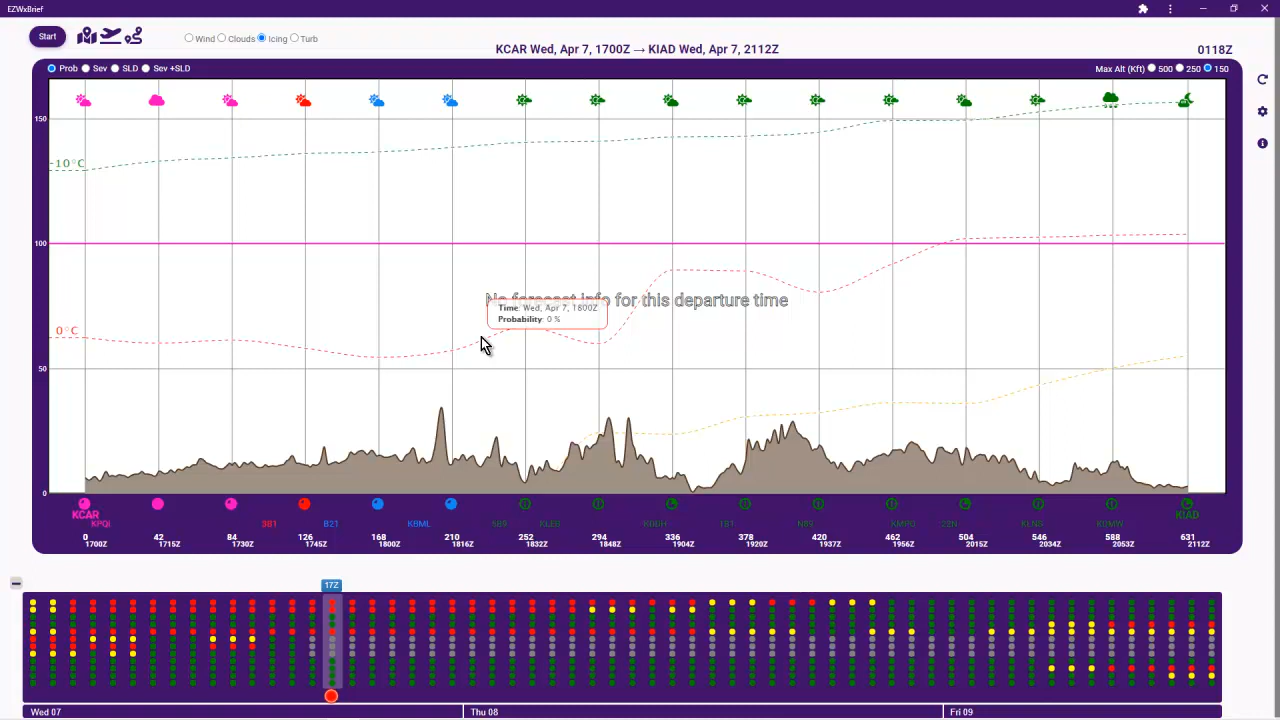 EZWxBrief
Start
Wind Clouds Icing Turb
KCAR Wed, Apr 7, 1700Z → KIAD Wed, Apr 7, 2112Z
0118Z
Prob Sev SLD Sev +SLD
Max Alt (Kft) 500 250 150
150
-10°C
100
No forecast info for this departure time
Time: Wed, Apr 7, 1800Z
Probability: 0 %
0°C
50
0
KCAR
KIAD
KPQI 3B1 B21 KBML 5B9 KLEB KDDH 1B1 N89 KMPO 22N KLNS KDMW
0 42 84 126 168 210 252 294 336 378 420 462 504 546 588 631
1700Z 1715Z 1730Z 1745Z 1800Z 1816Z 1832Z 1848Z 1904Z 1920Z 1937Z 1956Z 2015Z 2034Z 2053Z 2112Z
17Z
Wed 07 Thu 08 Fri 09